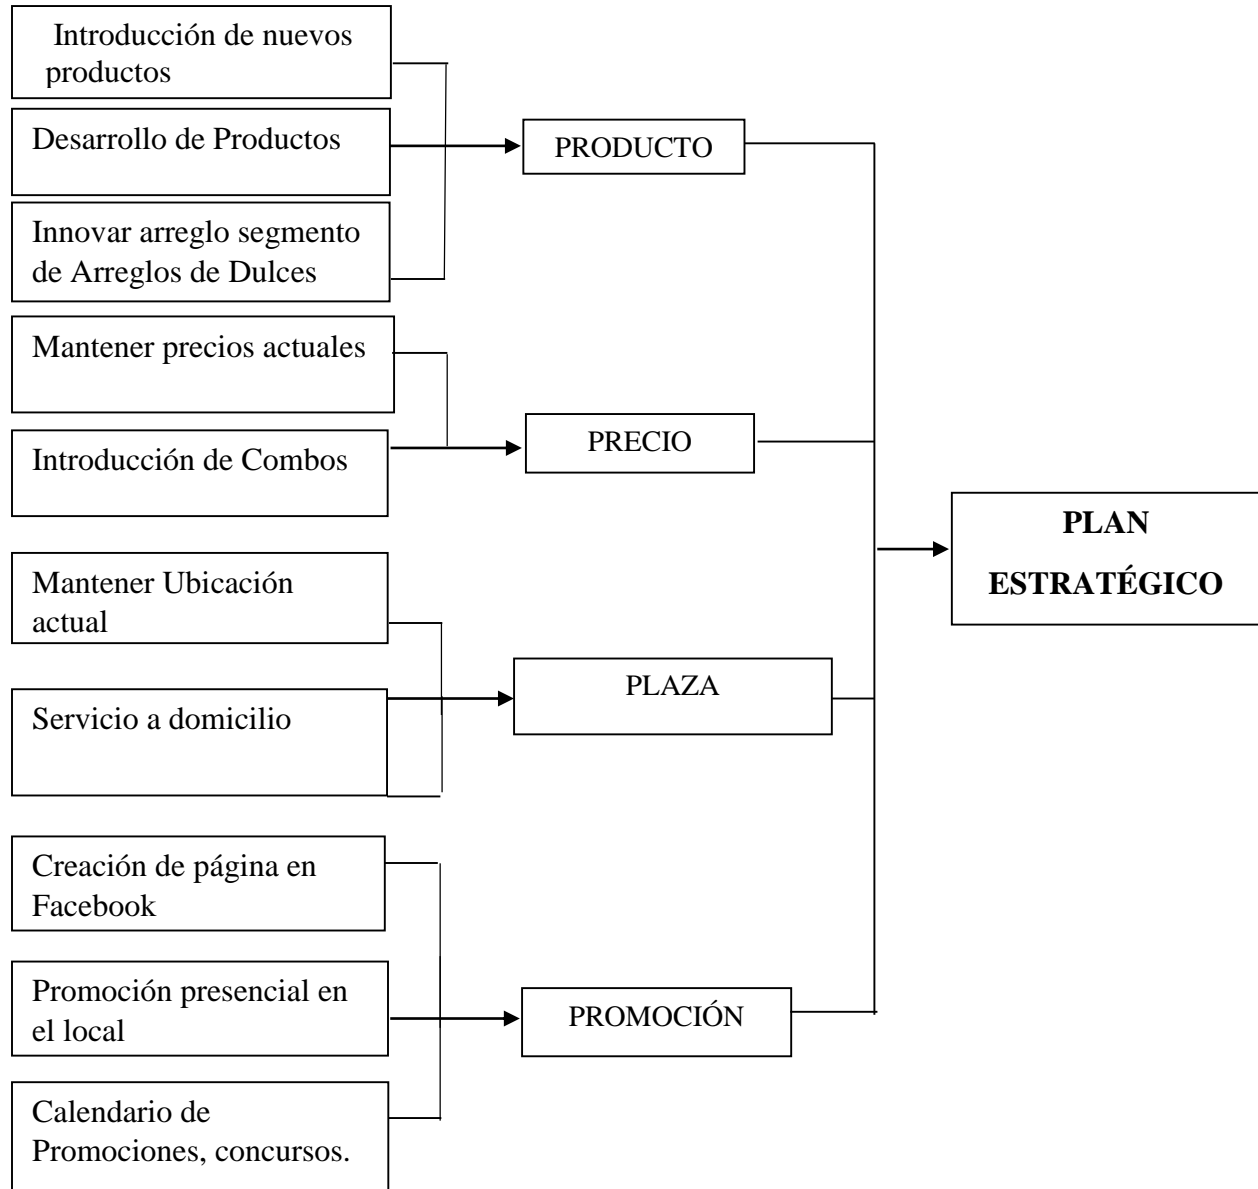 Introducción de nuevos
productos
Desarrollo de Productos
Innovar arreglo segmento
de Arreglos de Dulces
PRODUCTO
Mantener precios actuales
Introducción de Combos
PRECIO
Mantener Ubicación
actual
Servicio a domicilio
PLAZA
Creación de página en
Facebook
Promoción presencial en
el local
Calendario de
Promociones, concursos.
PROMOCIÓN
PLAN
ESTRATÉGICO